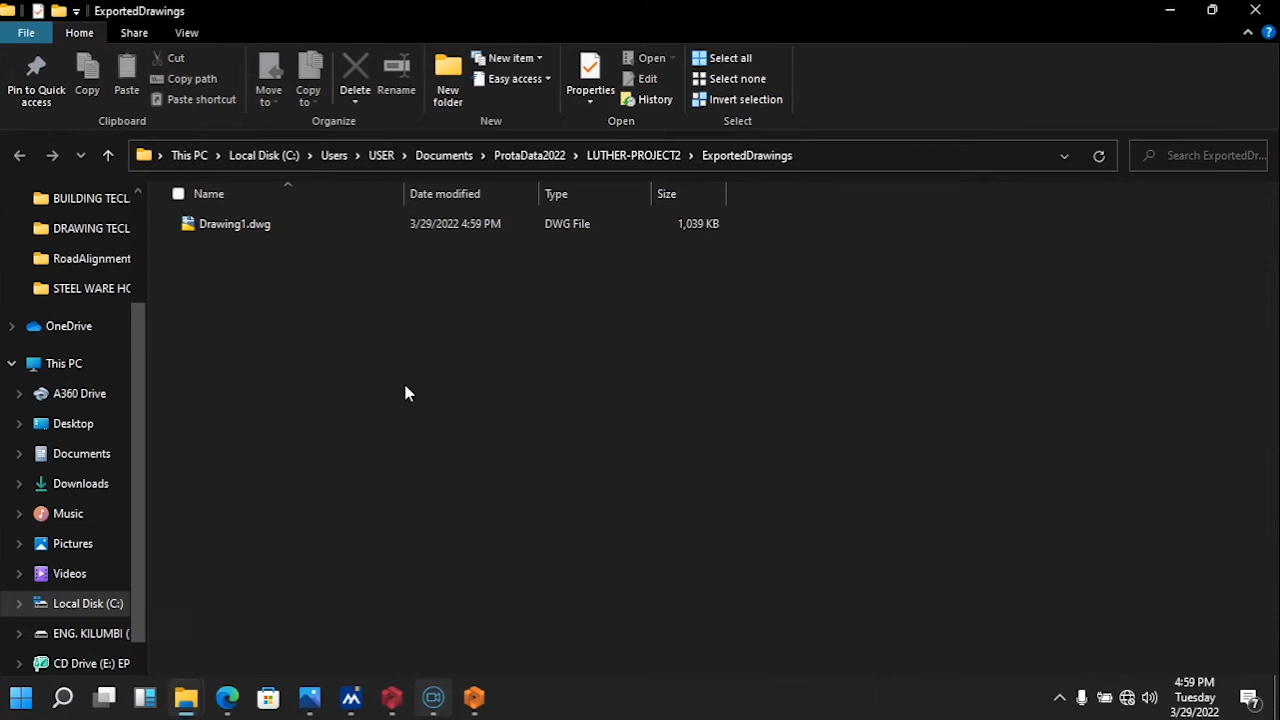 ExportedDrawings
File Home Share View
Pin to Quick access
Copy
Paste
Cut
Copy path
Paste shortcut
Clipboard
Move to
Copy to
Delete
Rename
Organize
New folder
New item
Easy access
New
Properties
Open
Edit
History
Open
Select all
Select none
Invert selection
Select
This PC Local Disk (C:) Users USER Documents ProtaData2022 LUTHER-PROJECT2 ExportedDrawings
Search ExportedDr...
Name Date modified Type Size
Drawing1.dwg 3/29/2022 4:59 PM DWG File 1,039 KB
BUILDING TECL
DRAWING TECL
RoadAlignment
STEEL WARE HC
OneDrive
This PC
A360 Drive
Desktop
Documents
Downloads
Music
Pictures
Videos
Local Disk (C:)
ENG. KILUMBI (
CD Drive (E:) EP
4:59 PM
Tuesday
3/29/2022
7